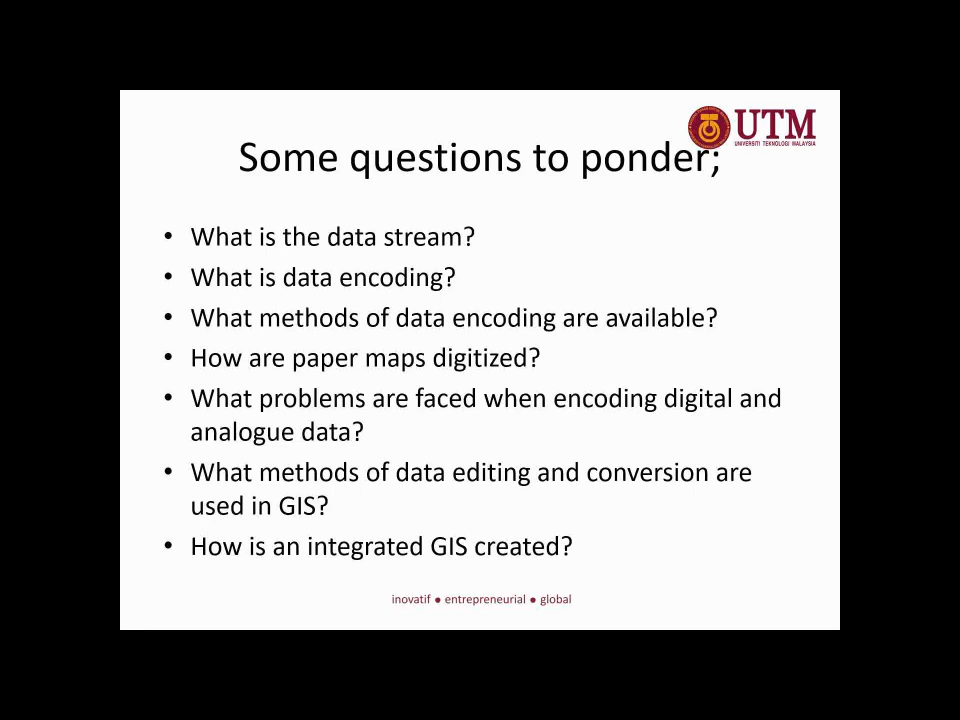 UTM
UNIVERSITI TEKNOLOGI MALAYSIA
Some questions to ponder;
• What is the data stream?
• What is data encoding?
• What methods of data encoding are available?
• How are paper maps digitized?
• What problems are faced when encoding digital and
analogue data?
• What methods of data editing and conversion are
used in GIS?
• How is an integrated GIS created?
inovatif ● entrepreneurial ● global